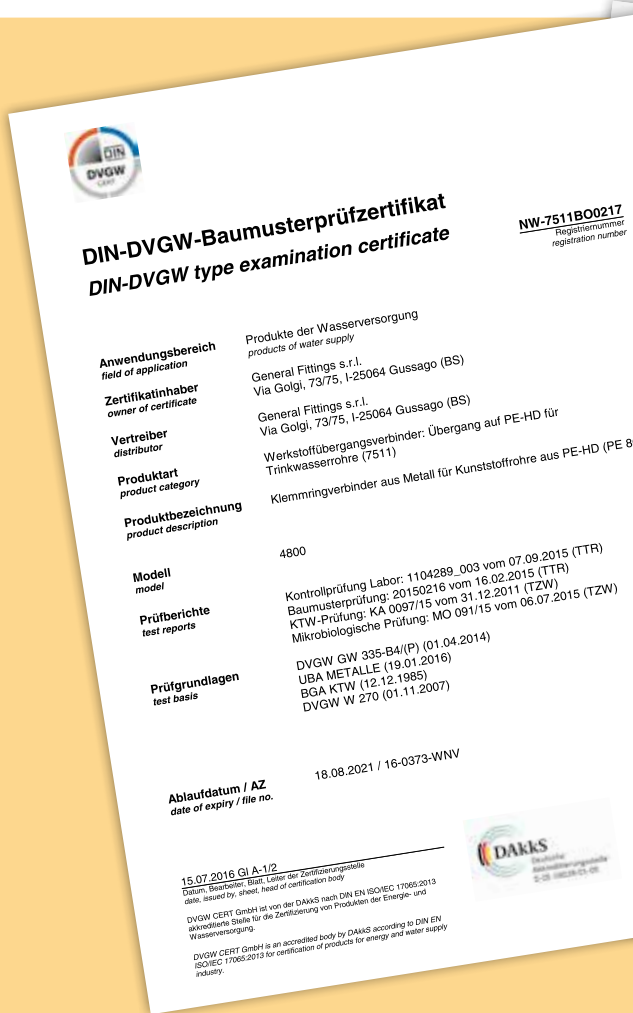 DIN
DVGW
CERT
DIN-DVGW-Baumusterprüfzertifikat
DIN-DVGW type examination certificate
NW-7511BO0217
Registriernummer
registration number
Anwendungsbereich
field of application
Produkte der Wasserversorgung
products of water supply
Zertifikatinhaber
owner of certificate
General Fittings s.r.l.
Via Golgi, 73/75, I-25064 Gussago (BS)
Vertreiber
distributor
General Fittings s.r.l.
Via Golgi, 73/75, I-25064 Gussago (BS)
Produktart
product category
Werkstoffübergangsverbinder: Übergang auf PE-HD für
Trinkwasserrohre (7511)
Produktbezeichnung
product description
Klemmringverbinder aus Metall für Kunststoffrohre aus PE-HD (PE
Modell
model
4800
Prüfberichte
test reports
Kontrollprüfung Labor: 1104289_003 vom 07.09.2015 (TTR)
Baumusterprüfung: 20150216 vom 16.02.2015 (TTR)
KTW-Prüfung: KA 0097/15 vom 31.12.2011 (TZW)
Mikrobiologische Prüfung: MO 091/15 vom 06.07.2015 (TZW)
Prüfgrundlagen
test basis
DVGW GW 335-B4/(P) (01.04.2014)
UBA METALLE (19.01.2016)
BGA KTW (12.12.1985)
DVGW W 270 (01.11.2007)
Ablaufdatum / AZ
date of expiry / file no.
18.08.2021 / 16-0373-WNV
15.07.2016 GI A-1/2
Datum, Bearbeiter, Blatt, Leiter der Zertifizierungsstelle
date, issued by, sheet, head of certification body
DVGW CERT GmbH ist von der DAkkS nach DIN EN ISO/IEC 17065:2013
akkreditierte Stelle für die Zertifizierung von Produkten der Energie- und
Wasserversorgung.
DVGW CERT GmbH is an accredited body by DAkkS according to DIN EN
ISO/IEC 17065:2013 for certification of products for energy and water supply
industry.
DAkkS
Deutsche
Akkreditierungsstelle